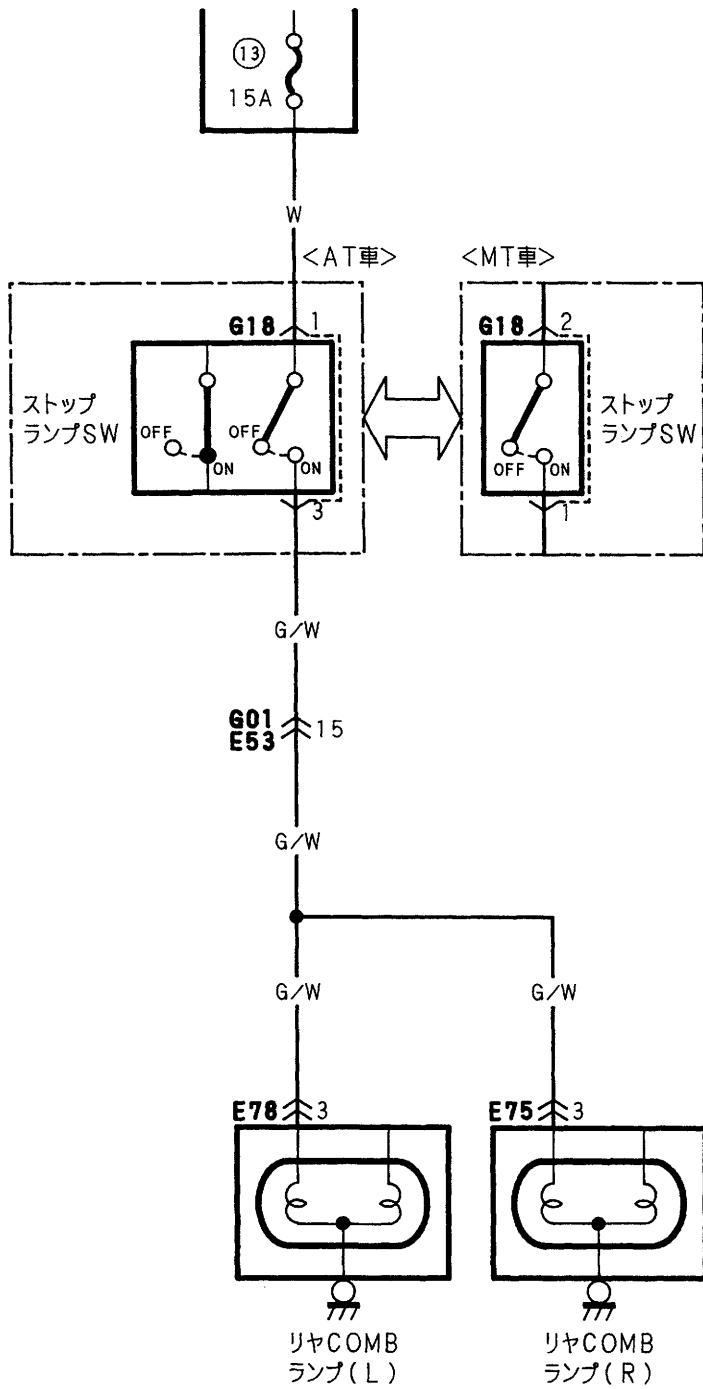 13
15A
W
<AT車>
<MT車>
G18 1
G18 2
ストップ
ランプSW
OFF
ON
OFF
ON
OFF
ON
ストップ
ランプSW
3
1
G/W
G01
E53
15
G/W
G/W
G/W
E78 3
E75 3
リヤCOMB
ランプ(L)
リヤCOMB
ランプ(R)